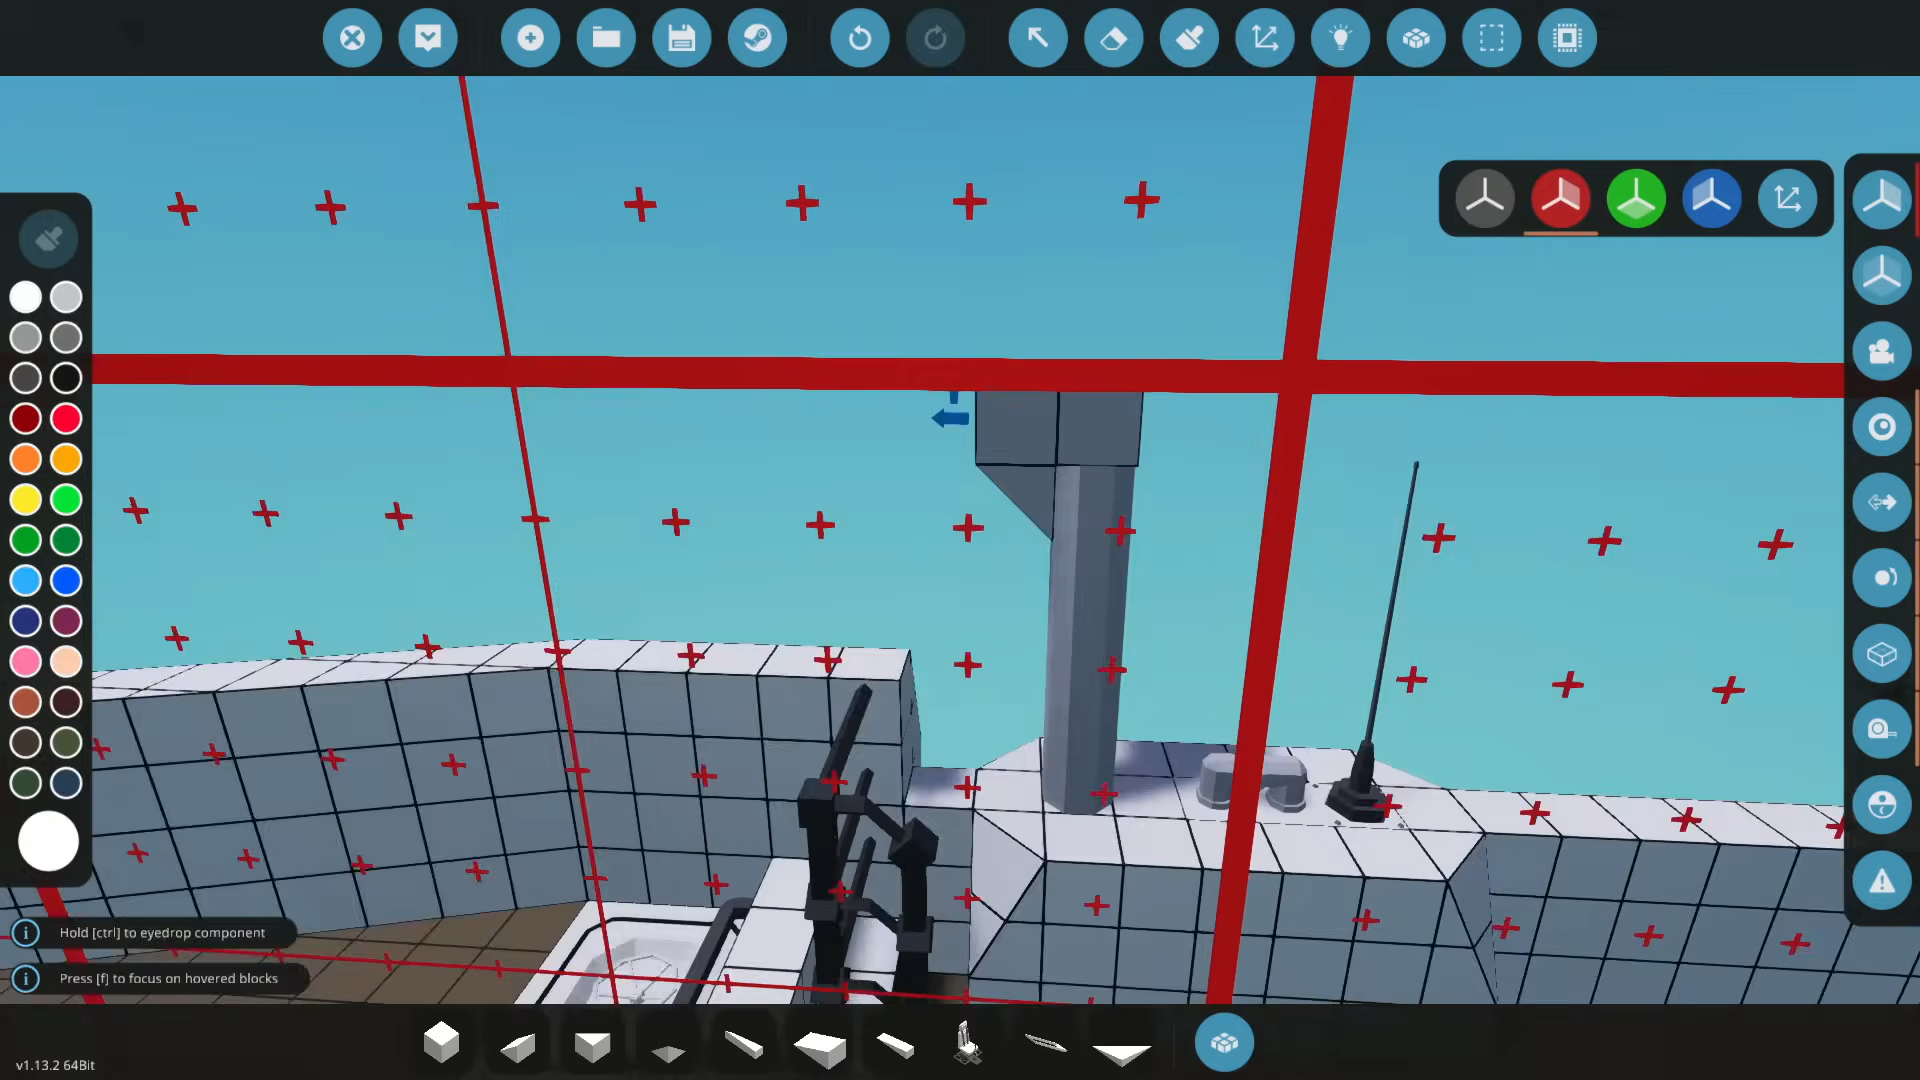 Hold [ctrl] to eyedrop component
Press [f] to focus on hovered blocks
v1.13.2 64Bit